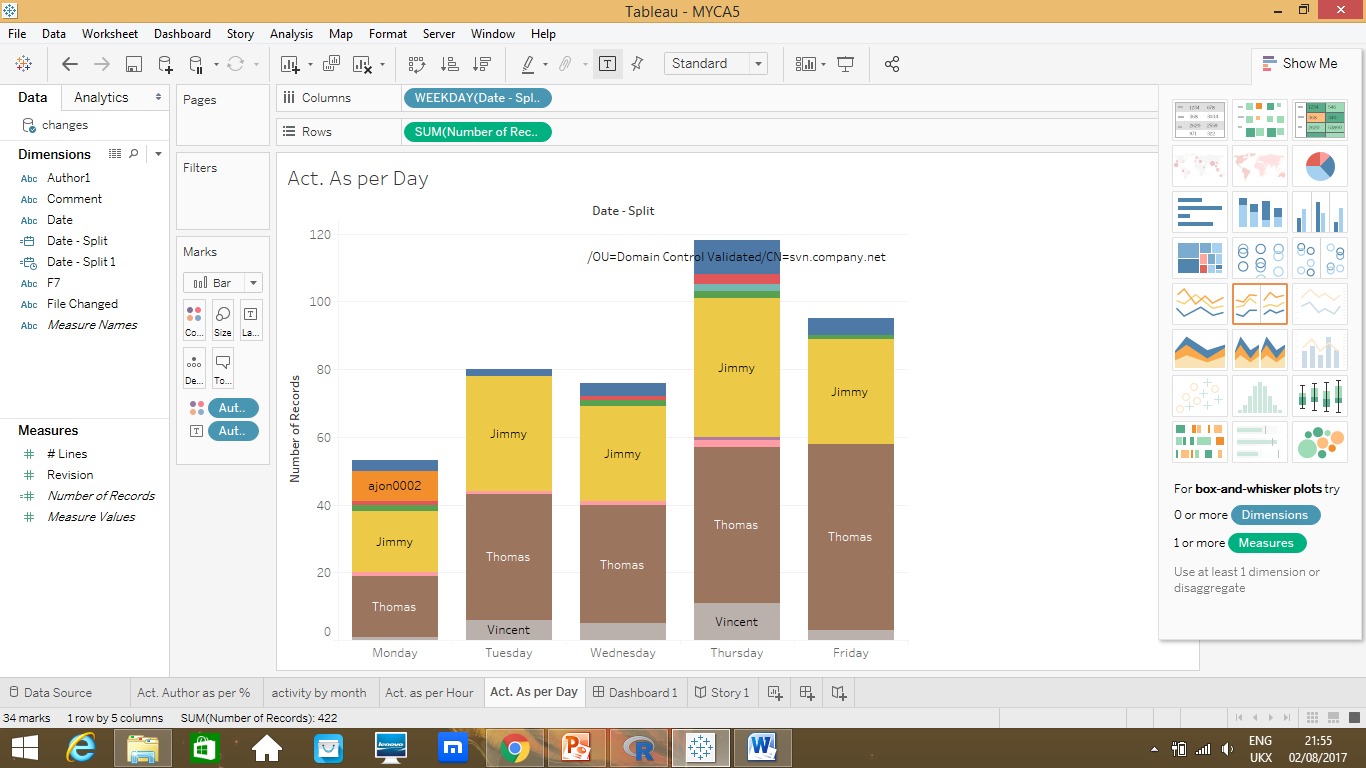 Tableau - MYCA5
File Data Worksheet Dashboard Story Analysis Map Format Server Window Help
Standard
Show Me
Data Analytics
changes
Dimensions
Abc Author1
Abc Comment
Abc Date
Date - Split
Date - Split 1
Abc F7
Abc File Changed
Abc Measure Names
Measures
# # Lines
# Revision
# Number of Records
# Measure Values
Pages
Filters
Marks
Bar
Co... Size La...
De... To...
Aut..
Aut..
Columns WEEKDAY(Date - Spl..
Rows SUM(Number of Rec..
Act. As per Day
Date - Split
Number of Records
120
100
80
60
40
20
0
/OU=Domain Control Validated/CN=svn.company.net
ajon0002
Jimmy
Thomas
Jimmy
Thomas
Vincent
Jimmy
Thomas
Jimmy
Thomas
Vincent
Jimmy
Thomas
Monday Tuesday Wednesday Thursday Friday
For box-and-whisker plots try
0 or more Dimensions
1 or more Measures
Use at least 1 dimension or
disaggregate
Data Source Act. Author as per % activity by month Act. as per Hour Act. As per Day Dashboard 1 Story 1
34 marks 1 row by 5 columns SUM(Number of Records): 422
lenovo
ENG
UKX
21:55
02/08/2017